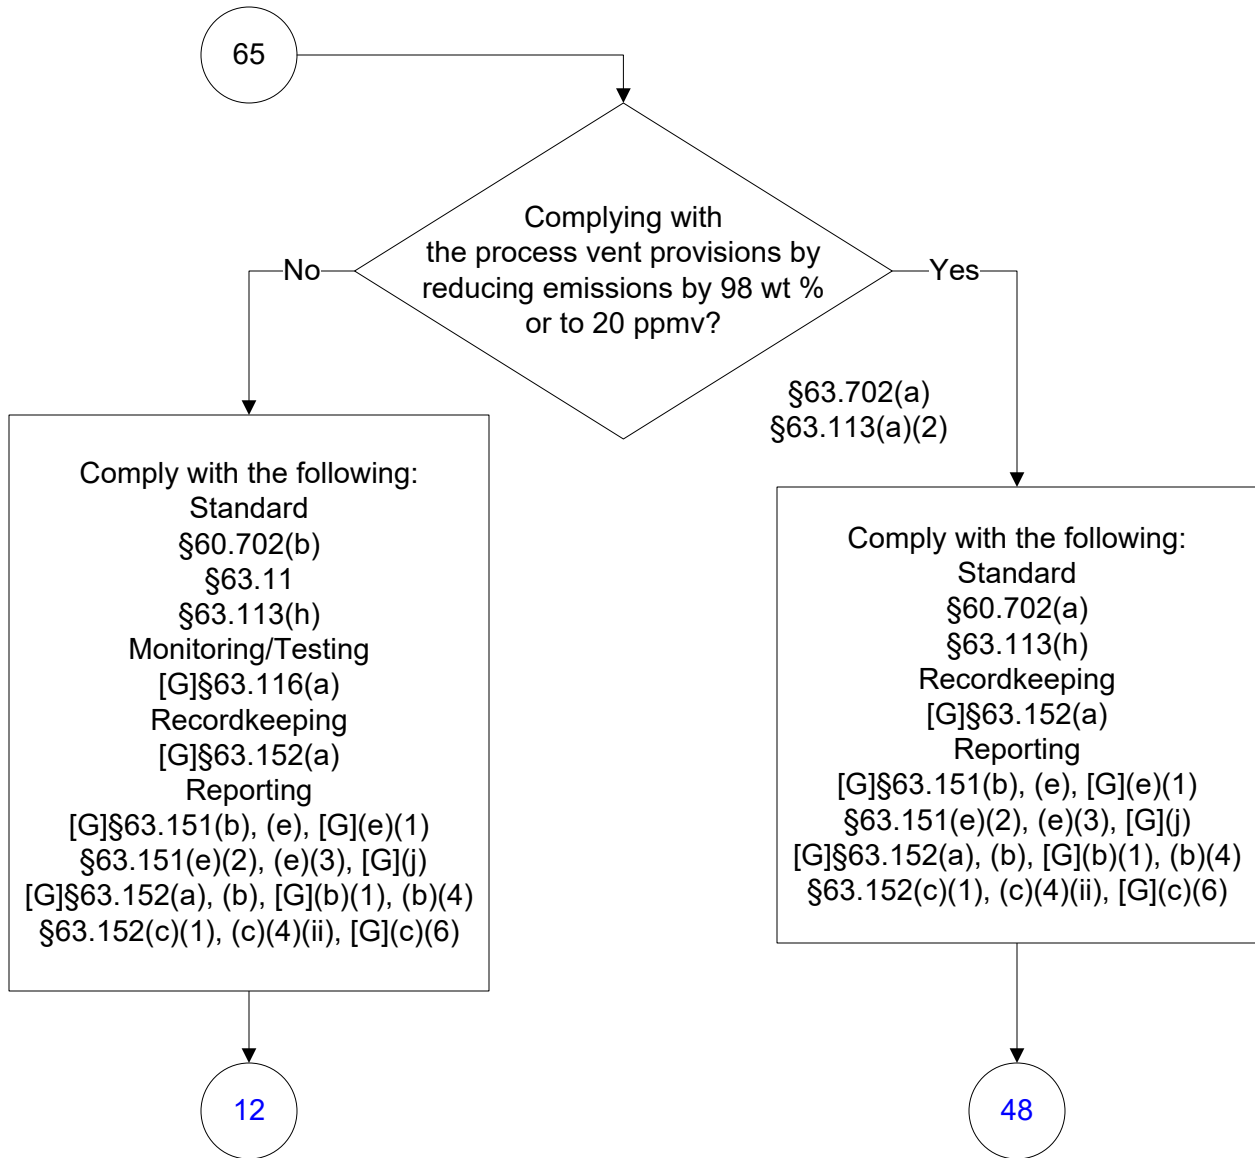 65
Complying with
the process vent provisions by
reducing emissions by 98 wt %
or to 20 ppmv?
No
Yes
§63.702(a)
§63.113(a)(2)
Comply with the following:
Standard
§60.702(b)
§63.11
§63.113(h)
Monitoring/Testing
[G]§63.116(a)
Recordkeeping
[G]§63.152(a)
Reporting
[G]§63.151(b), (e), [G](e)(1)
§63.151(e)(2), (e)(3), [G](j)
[G]§63.152(a), (b), [G](b)(1), (b)(4)
§63.152(c)(1), (c)(4)(ii), [G](c)(6)
Comply with the following:
Standard
§60.702(a)
§63.113(h)
Recordkeeping
[G]§63.152(a)
Reporting
[G]§63.151(b), (e), [G](e)(1)
§63.151(e)(2), (e)(3), [G](j)
[G]§63.152(a), (b), [G](b)(1), (b)(4)
§63.152(c)(1), (c)(4)(ii), [G](c)(6)
12
48